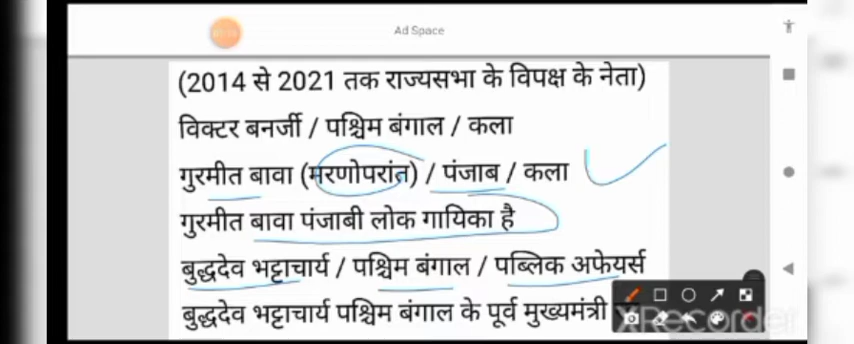 Ad Space
(2014 से 2021 तक राज्यसभा के विपक्ष के नेता)
विक्टर बनर्जी / पश्चिम बंगाल / कला
गुरमीत बावा (मरणोपरांत) / पंजाब / कला
गुरमीत बावा पंजाबी लोक गायिका है
बुद्धदेव भट्टाचार्य / पश्चिम बंगाल / पब्लिक अफेयर्स
बुद्धदेव भट्टाचार्य पश्चिम बंगाल के पूर्व मुख्यमंत्री
XRecorder